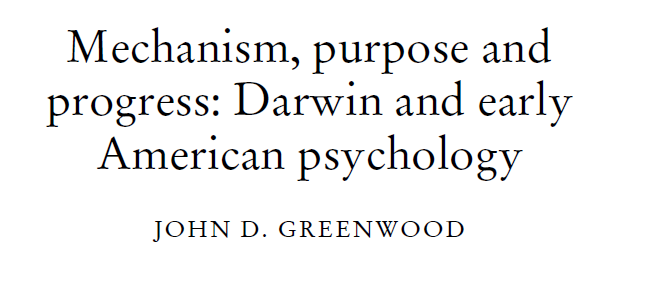 Mechanism, purpose and
progress: Darwin and early
American psychology
JOHN D. GREENWOOD